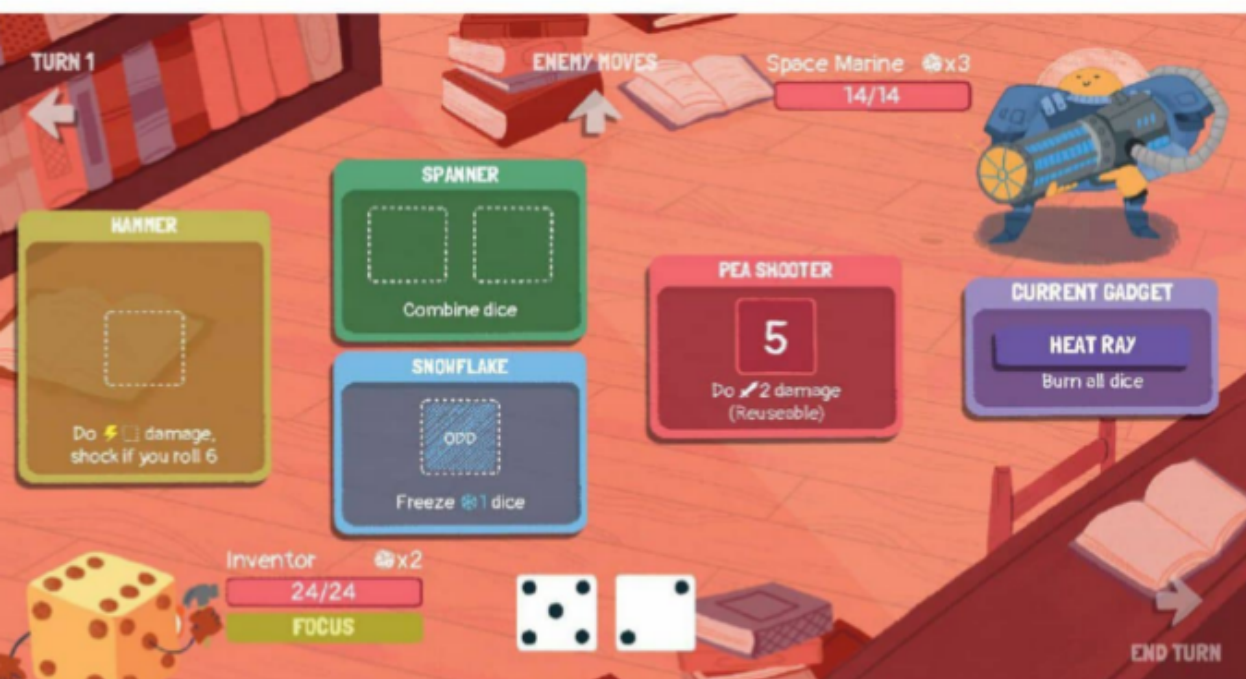 TURN 1
ENEMY MOVES
Space Marine x3
14/14
HAMMER
Do damage,
shock if you roll 6
SPANNER
Combine dice
SNOWFLAKE
ODD
Freeze 1 dice
PEA SHOOTER
5
Do 2 damage
(Reuseable)
CURRENT GADGET
HEAT RAY
Burn all dice
Inventor x2
24/24
FOCUS
END TURN